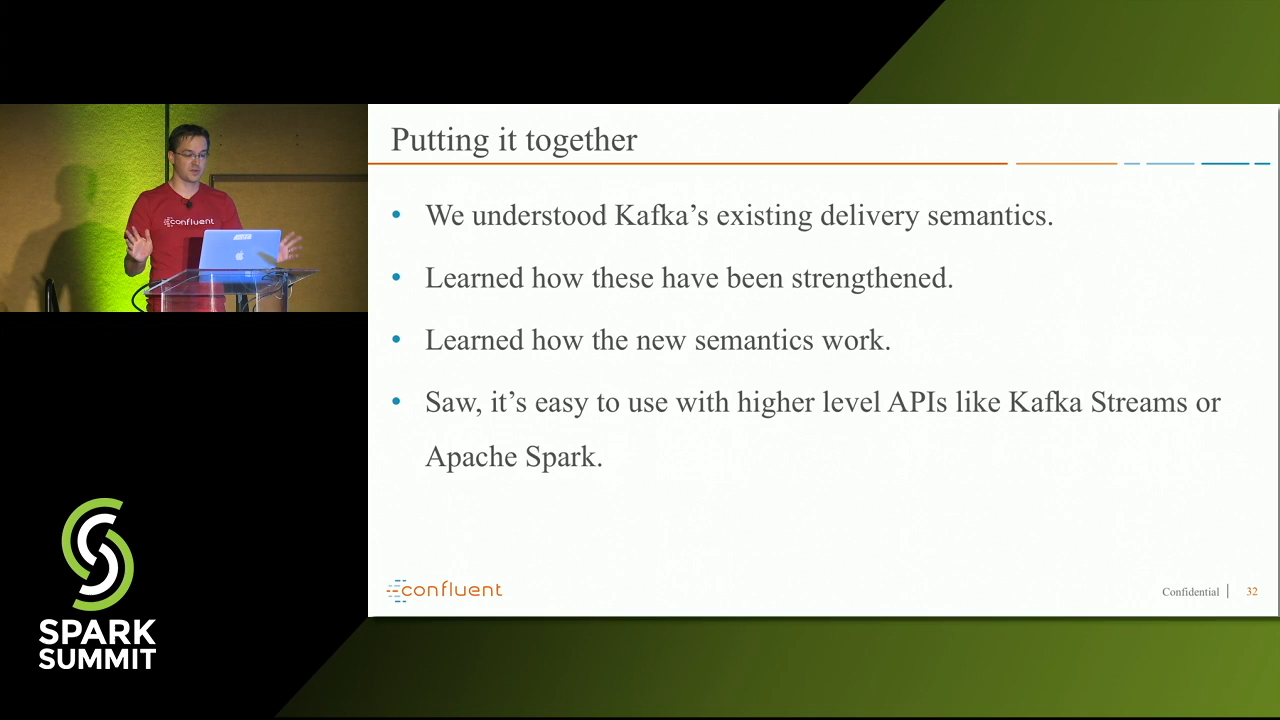 Putting it together
• We understood Kafka’s existing delivery semantics.
• Learned how these have been strengthened.
• Learned how the new semantics work.
• Saw, it’s easy to use with higher level APIs like Kafka Streams or
Apache Spark.
confluent
confluent
Confidential | 32
SPARK
SUMMIT